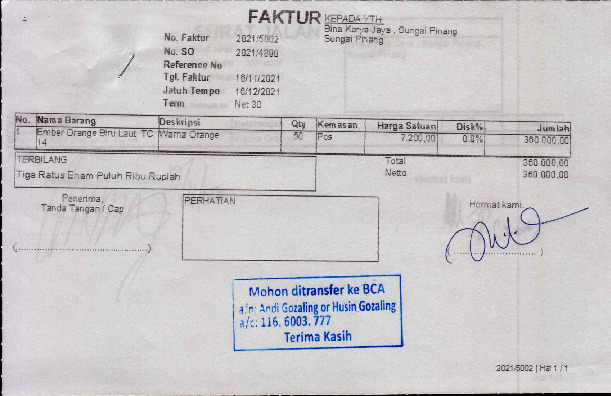 FAKTUR
KEPADA YTH.
Bina Karya Jaya , Sungai Pinang
Sungai Pinang
No. Faktur 2021/5002
No. SO 2021/4890
Reference No
Tgl. Faktur 16/11/2021
Jatuh Tempo 16/12/2021
Term Net 30
No. Nama Barang Deskripsi Qty Kemasan Harga Satuan Disk% Jumlah
1 Ember Orange Biru Laut TC Warna Orange 50 Pcs 7.200,00 0.0% 360.000,00
14
TERBILANG
Tiga Ratus Enam Puluh Ribu Rupiah
Total 360.000,00
Netto 360.000,00
Penerima,
Tanda Tangan / Cap
PERHATIAN
Hormat kami,
Mohon ditransfer ke BCA
a/n: Andi Gozaling or Husin Gozaling
a/c: 116. 6003. 777
Terima Kasih
2021/5002 | Hal 1 / 1